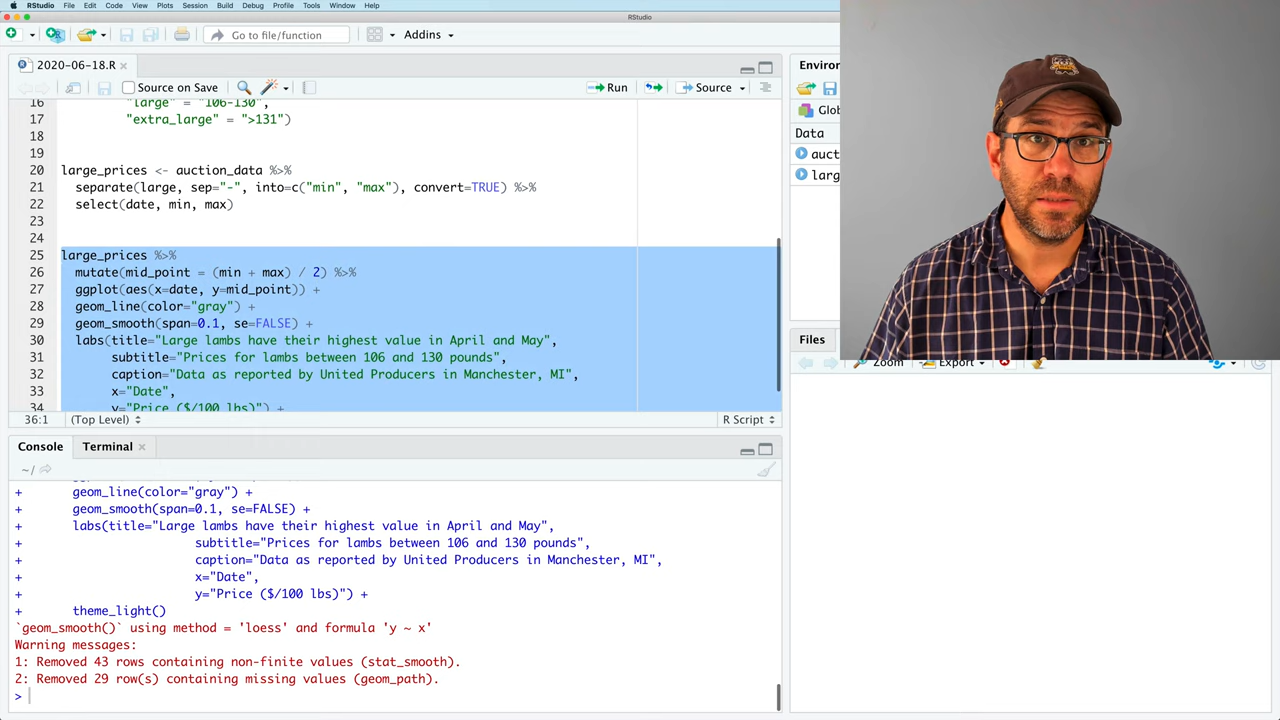 RStudio File Edit Code View Plots Session Build Debug Profile Tools Window Help
RStudio
Go to file/function
Addins
2020-06-18.R
Source on Save
Run
Source
Environ
Glob
16 "large" = "106-130",
17 "extra_large" = ">131")
18
19
20 large_prices <- auction_data %>%
21 separate(large, sep="-", into=c("min", "max"), convert=TRUE) %>%
22 select(date, min, max)
23
24
25 large_prices %>%
26 mutate(mid_point = (min + max) / 2) %>%
27 ggplot(aes(x=date, y=mid_point)) +
28 geom_line(color="gray") +
29 geom_smooth(span=0.1, se=FALSE) +
30 labs(title="Large lambs have their highest value in April and May",
31 subtitle="Prices for lambs between 106 and 130 pounds",
32 caption="Data as reported by United Producers in Manchester, MI",
33 x="Date",
34 y="Price ($/100 lbs)") +
36:1 (Top Level) R Script
Data
auct
larg
Files
Zoom Export
Console Terminal
~/
+ geom_line(color="gray") +
+ geom_smooth(span=0.1, se=FALSE) +
+ labs(title="Large lambs have their highest value in April and May",
+ subtitle="Prices for lambs between 106 and 130 pounds",
+ caption="Data as reported by United Producers in Manchester, MI",
+ x="Date",
+ y="Price ($/100 lbs)") +
+ theme_light()
`geom_smooth()` using method = 'loess' and formula 'y ~ x'
Warning messages:
1: Removed 43 rows containing non-finite values (stat_smooth).
2: Removed 29 row(s) containing missing values (geom_path).
>